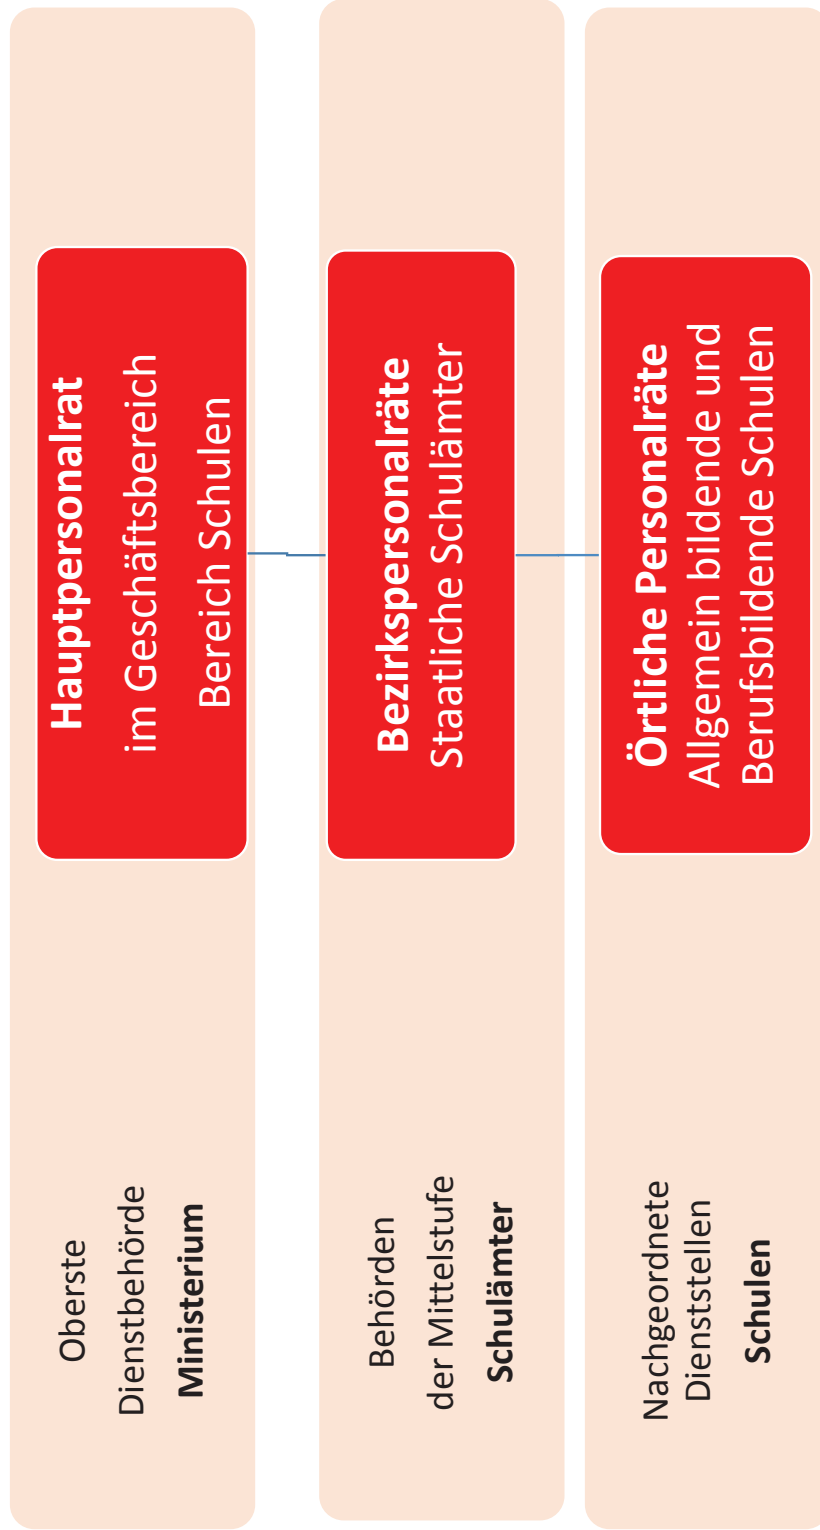 Oberste
Dienstbehörde
Ministerium
Hauptpersonalrat
im Geschäftsbereich
Bereich Schulen
Behörden
der Mittelstufe
Schulämter
Bezirkspersonalräte
Staatliche Schulämter
Nachgeordnete
Dienststellen
Schulen
Örtliche Personalräte
Allgemein bildende und
Berufsbildende Schulen